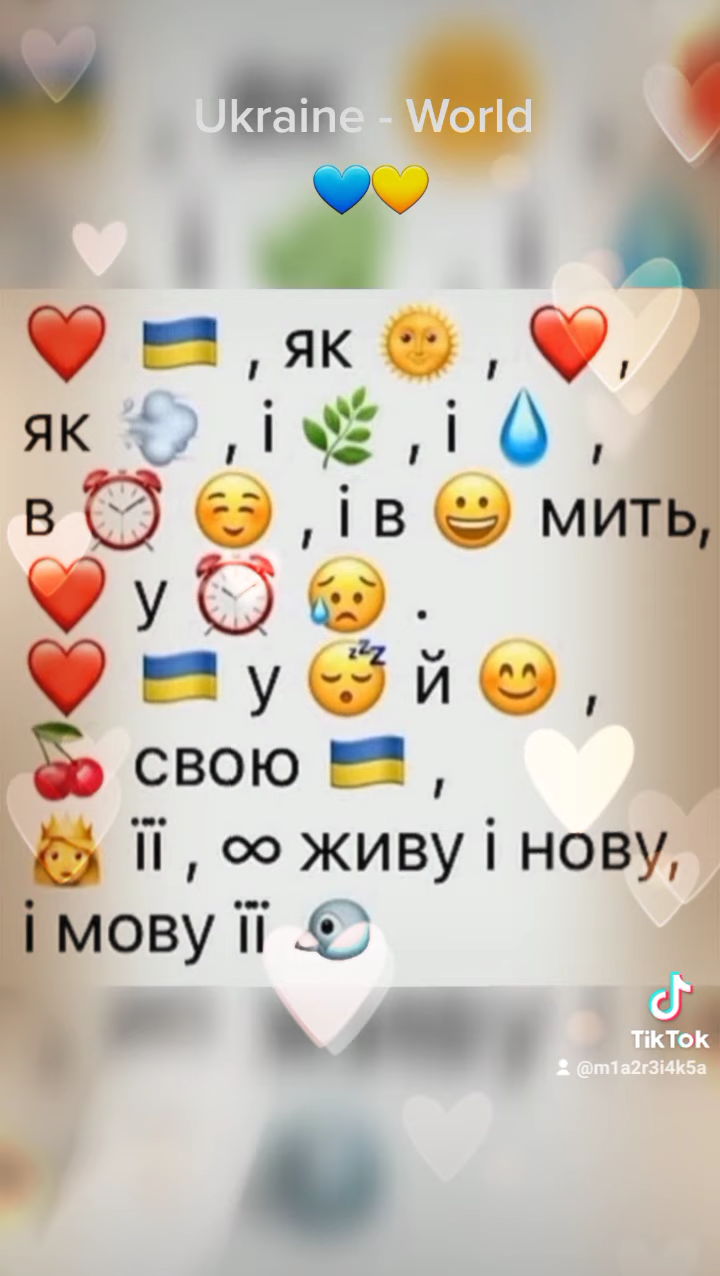 Ukraine - World
💙💛
❤️ 🇺🇦 , як 🌞 , ❤️ ,
як 💨 , і 🌿 , і 💧 ,
в ⏰ ☺️ , і в 😀 мить,
❤️ у ⏰ 😥 .
❤️ 🇺🇦 у 😴 й 😊 ,
🍒 свою 🇺🇦 ,
👸 її , ∞ живу і нову,
і мову її 🐦
TikTok
@m1a2r3i4k5a